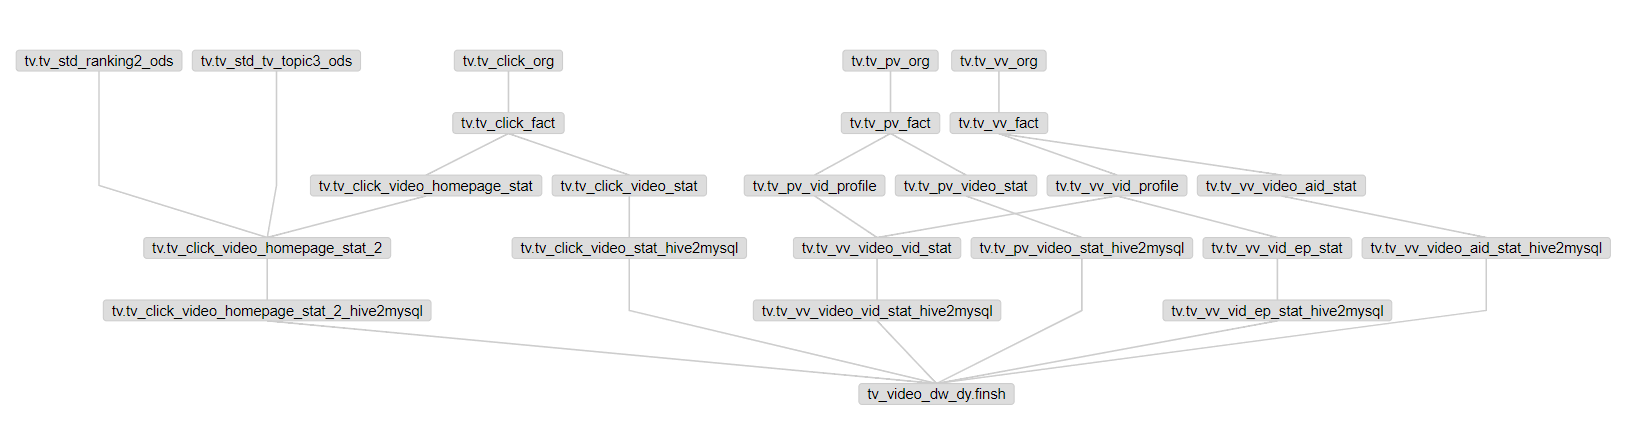 tv.tv_std_ranking2_ods
tv.tv_std_tv_topic3_ods
tv.tv_click_org
tv.tv_pv_org
tv.tv_vv_org
tv.tv_click_fact
tv.tv_pv_fact
tv.tv_vv_fact
tv.tv_click_video_homepage_stat
tv.tv_click_video_stat
tv.tv_pv_vid_profile
tv.tv_pv_video_stat
tv.tv_vv_vid_profile
tv.tv_vv_video_aid_stat
tv.tv_click_video_homepage_stat_2
tv.tv_click_video_stat_hive2mysql
tv.tv_vv_video_vid_stat
tv.tv_pv_video_stat_hive2mysql
tv.tv_vv_vid_ep_stat
tv.tv_vv_video_aid_stat_hive2mysql
tv.tv_click_video_homepage_stat_2_hive2mysql
tv.tv_vv_video_vid_stat_hive2mysql
tv.tv_vv_vid_ep_stat_hive2mysql
tv_video_dw_dy.finsh